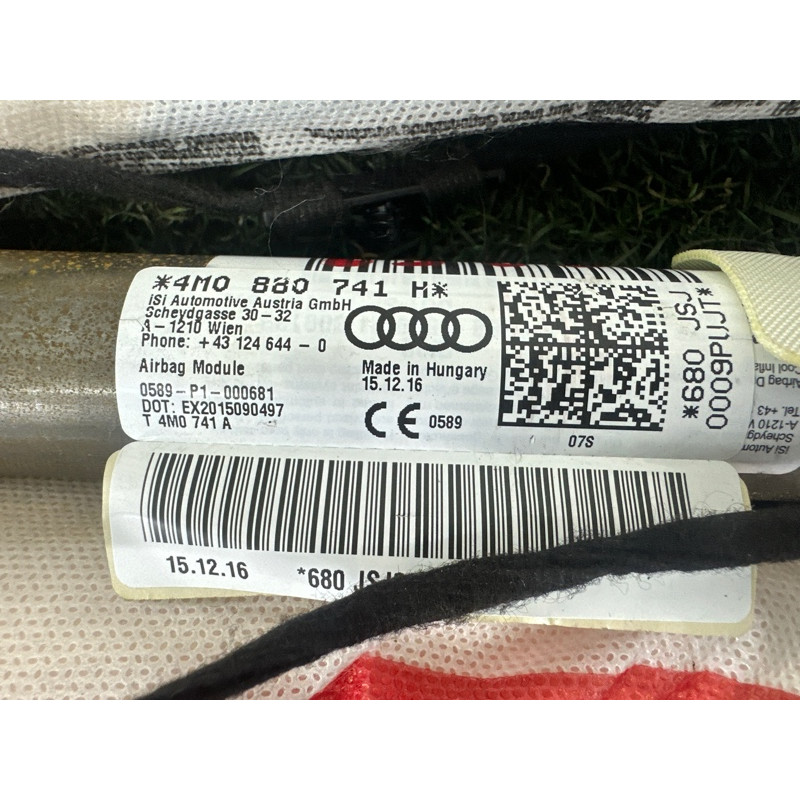 *4M0 880 741 H*
iSi Automotive Austria GmbH
Scheydgasse 30-32
A-1210 Wien
Phone: +43 124 644 - 0
Airbag Module
0589-P1-000681
DOT: EX2015090497
T 4M0 741 A
Made in Hungary
15.12.16
CE 0589
07S
*680 JSJ
0009PUJT*
15.12.16
*680 JSJ